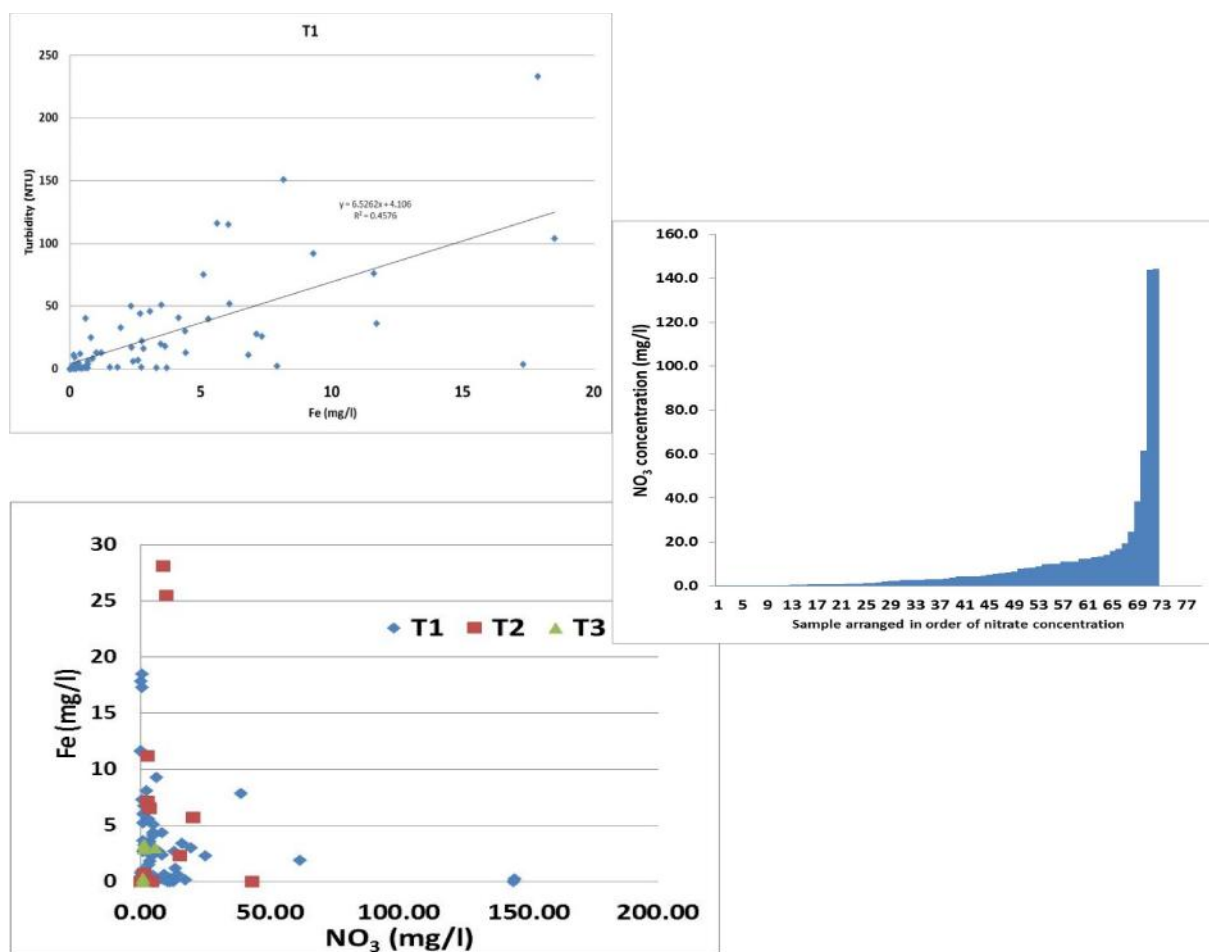 T1
250
200
150
100
50
0
Turbidity (NTU)
y = 6.5262x + 4.106
R² = 0.4576
0 5 10 15 20
Fe (mg/l)
160.0
140.0
120.0
100.0
80.0
60.0
40.0
20.0
0.0
NO₃ concentration (mg/l)
1 5 9 13 17 21 25 29 33 37 41 45 49 53 57 61 65 69 73 77
Sample arranged in order of nitrate concentration
30
25
20
15
10
5
0
Fe (mg/l)
T1 T2 T3
0.00 50.00 100.00 150.00 200.00
NO₃ (mg/l)